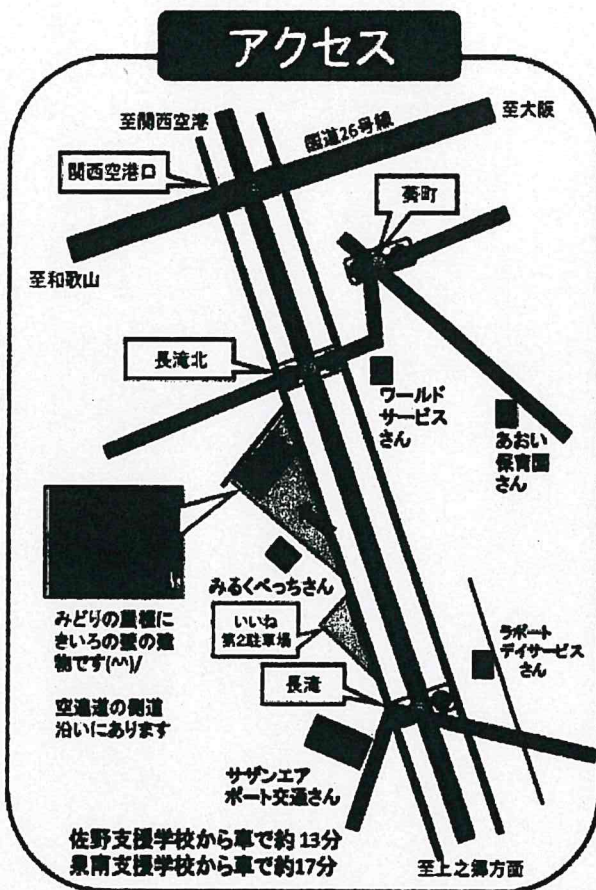 アクセス
至関西空港
国道26号線
至大阪
関西空港口
葵町
至和歌山
長滝北
ワールド
サービス
さん
あおい
保育園
さん
みるくぺっちさん
みどりの屋根に
きいろの壁の建
物です(^^)/
いいね
第2駐車場
ラポート
デイサービス
さん
空連道の側道
沿いにあります
長滝
サザンエア
ポート交通さん
佐野支援学校から車で約13分
泉南支援学校から車で約17分
至上之郷方面